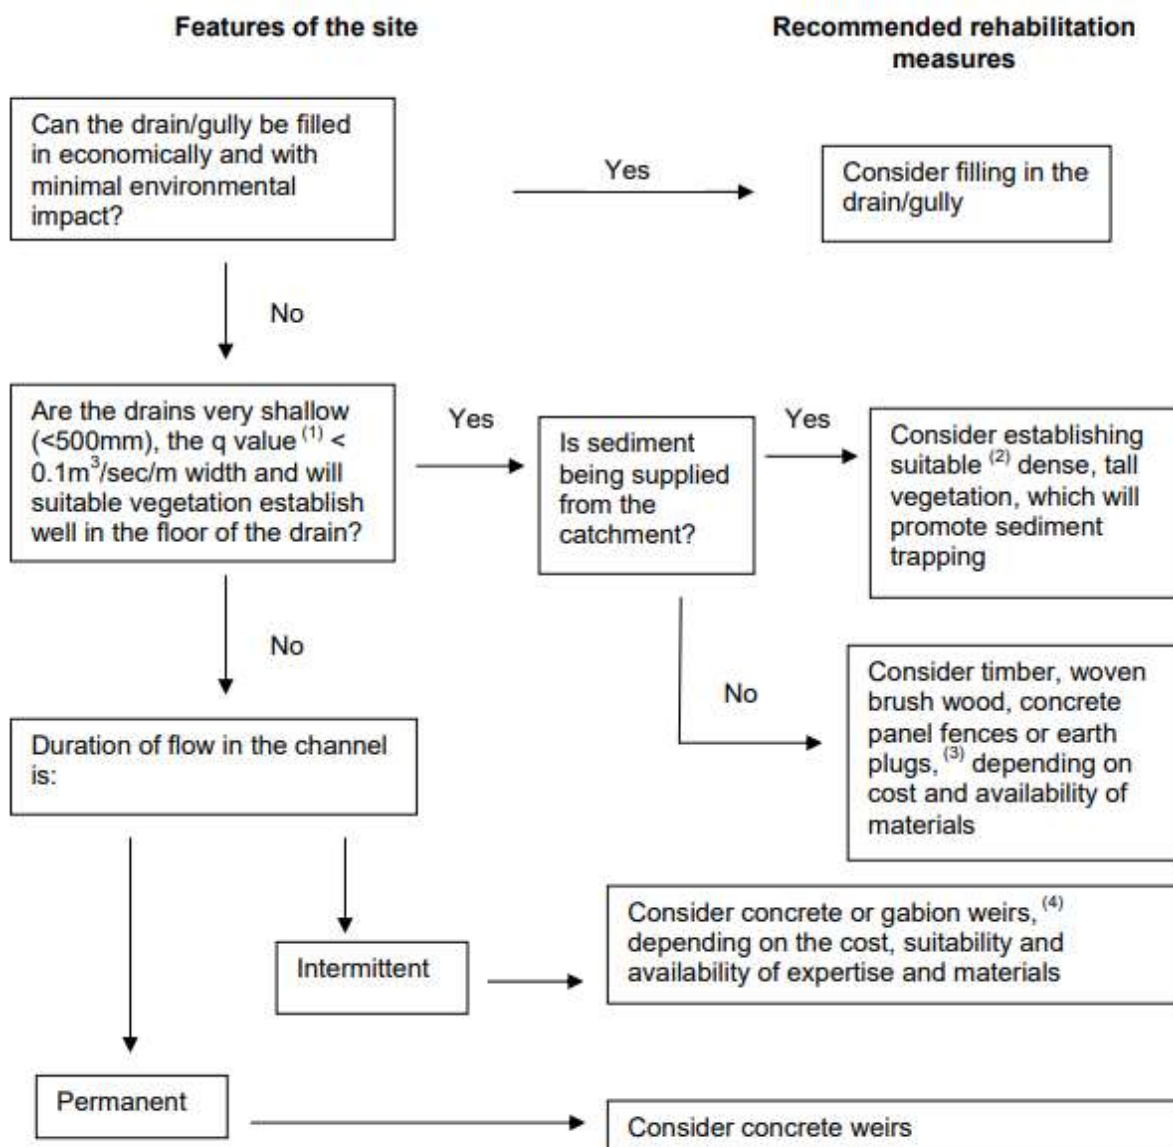 Features of the site
Recommended rehabilitation
measures
Can the drain/gully be filled
in economically and with
minimal environmental
impact?
Yes
Consider filling in the
drain/gully
No
Are the drains very shallow
(<500mm), the q value (1) <
0.1m3/sec/m width and will
suitable vegetation establish
well in the floor of the drain?
Yes
Is sediment
being supplied
from the
catchment?
Yes
Consider establishing
suitable (2) dense, tall
vegetation, which will
promote sediment
trapping
No
No
Consider timber, woven
brush wood, concrete
panel fences or earth
plugs, (3) depending on
cost and availability of
materials
Duration of flow in the channel
is:
Intermittent
Consider concrete or gabion weirs, (4)
depending on the cost, suitability and
availability of expertise and materials
Permanent
Consider concrete weirs